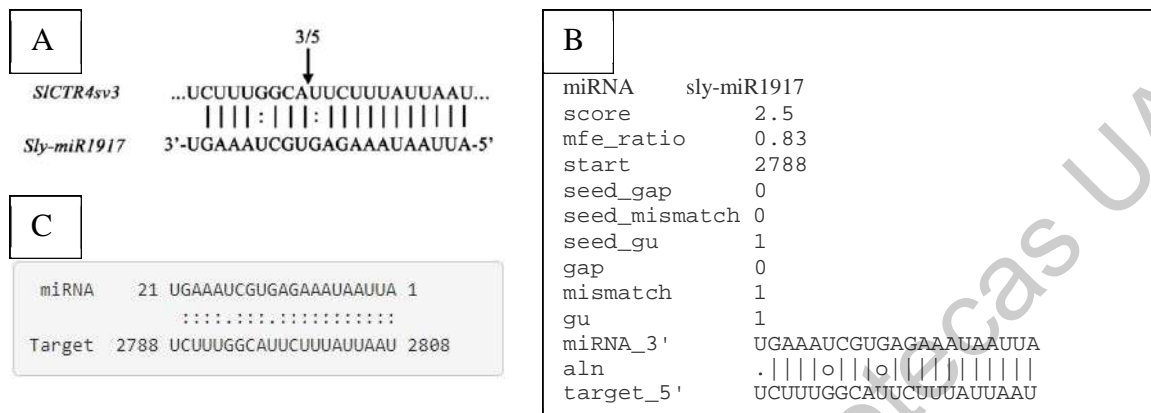 A
3/5
SlCTR4sv3 ...UCUUUGGCAUUCUUUAUUAAU...
||||:|||:|||||||||||
Sly-miR1917 3'-UGAAAUCGUGAGAAAUAAUUA-5'
C
miRNA 21 UGAAAUCGUGAGAAAUAAUUA 1
::::.:::.:::::::::::
Target 2788 UCUUUGGCAUUCUUUAUUAAU 2808
B
miRNA sly-miR1917
score 2.5
mfe_ratio 0.83
start 2788
seed_gap 0
seed_mismatch 0
seed_gu 1
gap 0
mismatch 1
gu 1
miRNA_3' UGAAAUCGUGAGAAAUAAUUA
aln .||||o|||o|||||||||||
target_5' UCUUUGGCAUUCUUUAUUAAU